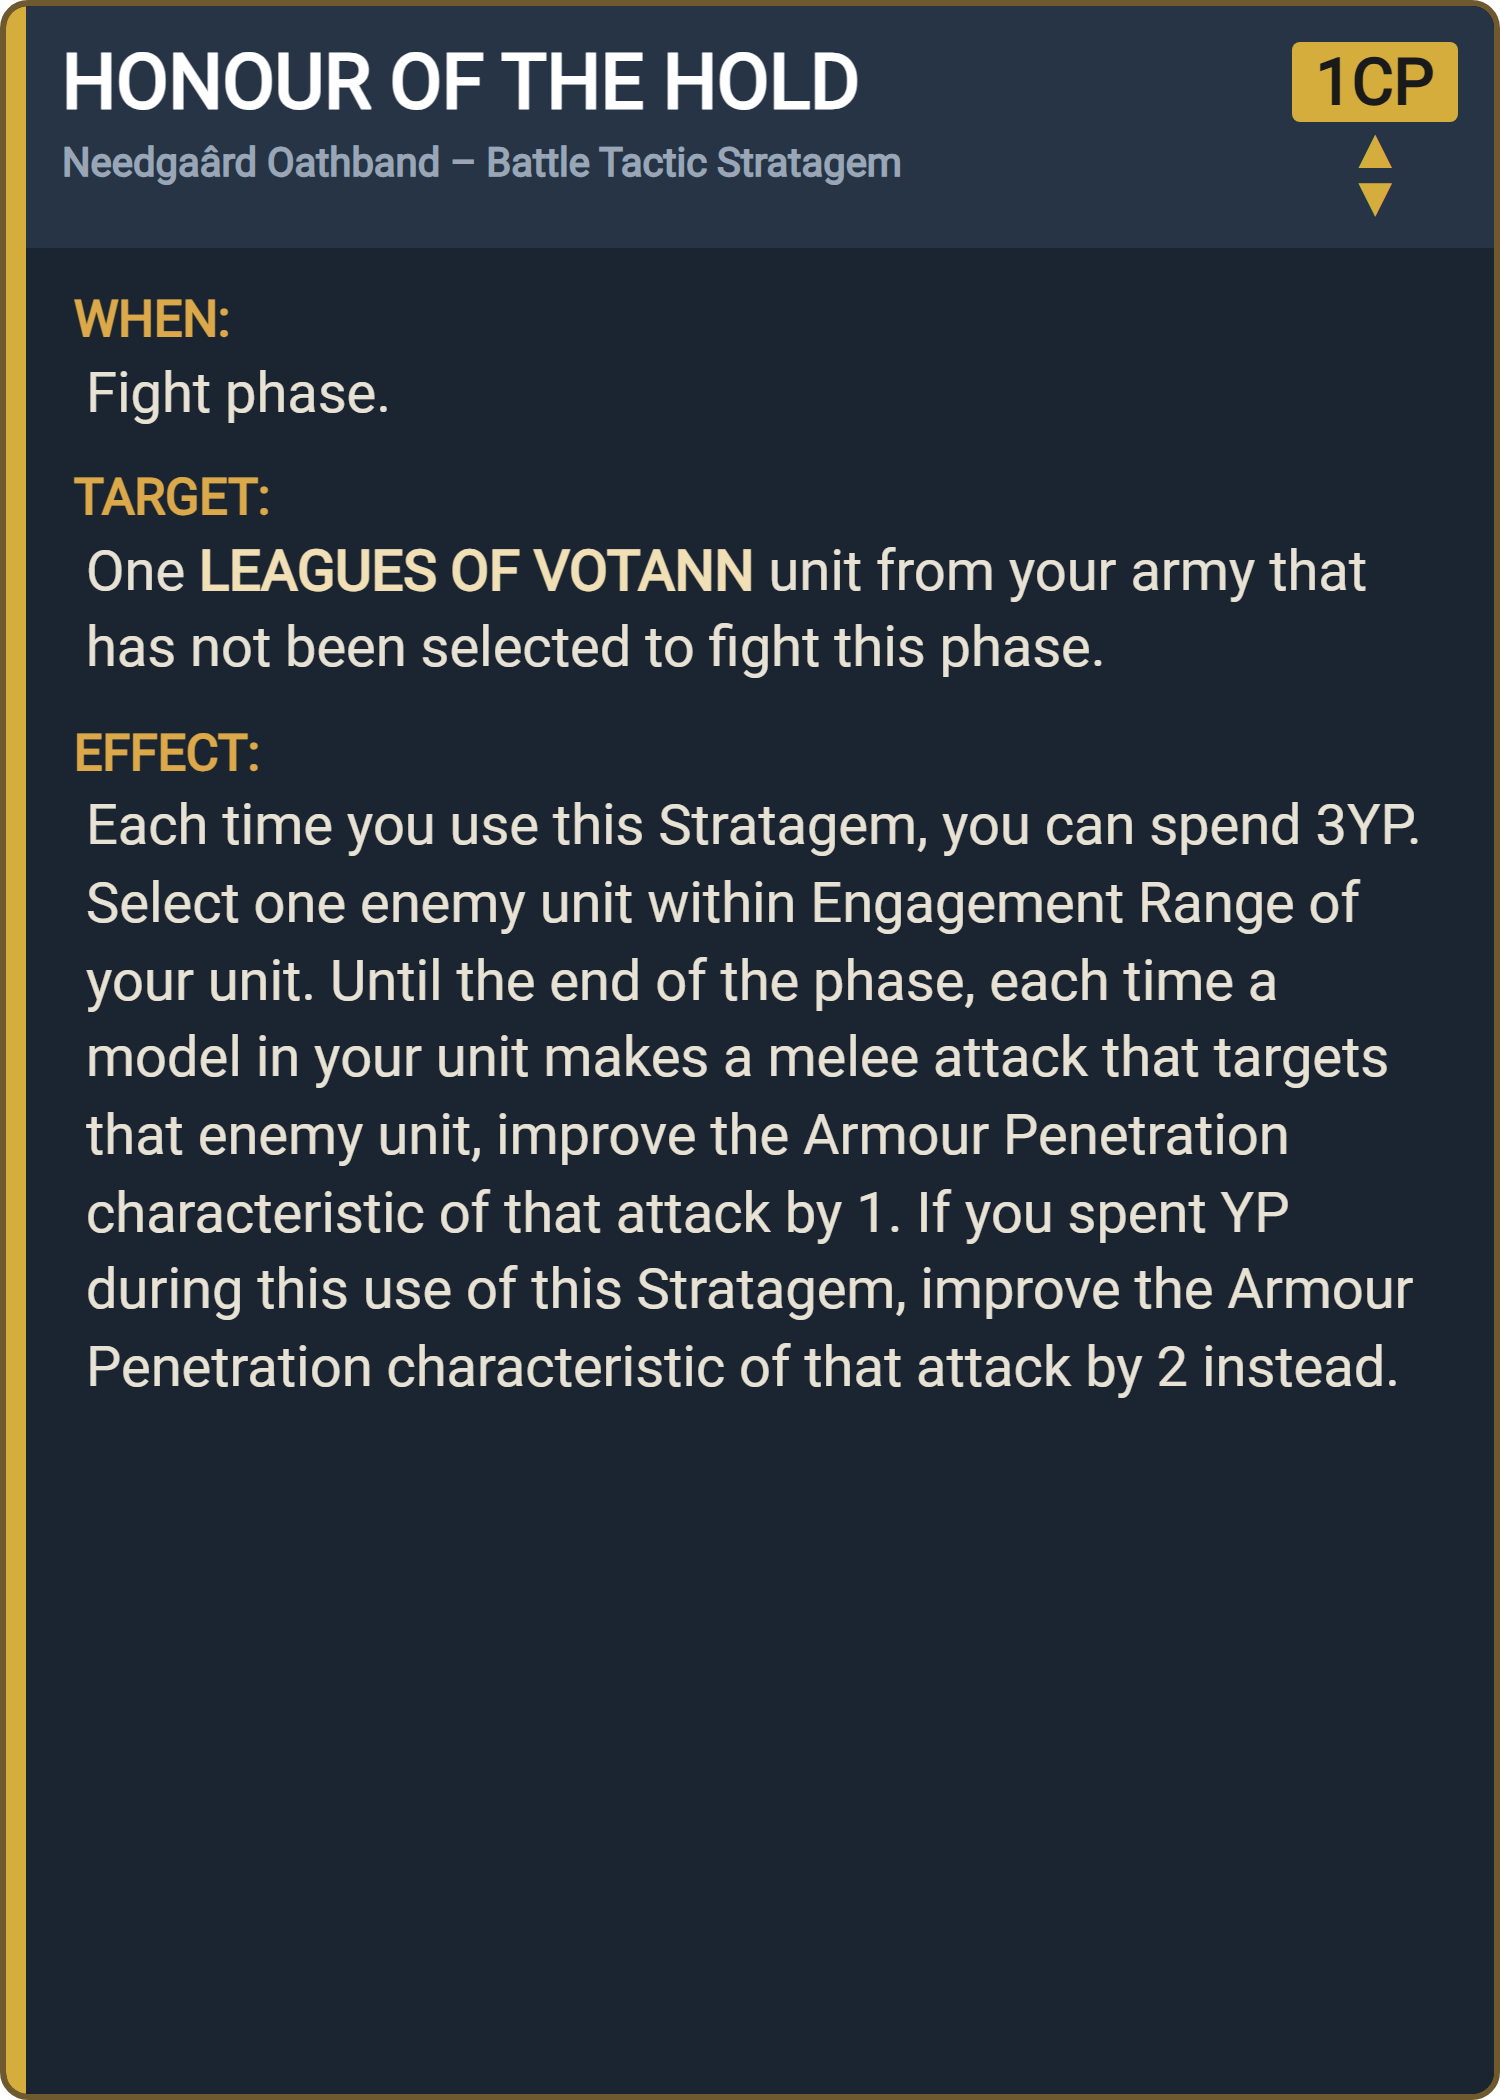 HONOUR OF THE HOLD
1CP
Needgaârd Oathband – Battle Tactic Stratagem
▲
▼
WHEN:
Fight phase.
TARGET:
One LEAGUES OF VOTANN unit from your army that
has not been selected to fight this phase.
EFFECT:
Each time you use this Stratagem, you can spend 3YP.
Select one enemy unit within Engagement Range of
your unit. Until the end of the phase, each time a
model in your unit makes a melee attack that targets
that enemy unit, improve the Armour Penetration
characteristic of that attack by 1. If you spent YP
during this use of this Stratagem, improve the Armour
Penetration characteristic of that attack by 2 instead.